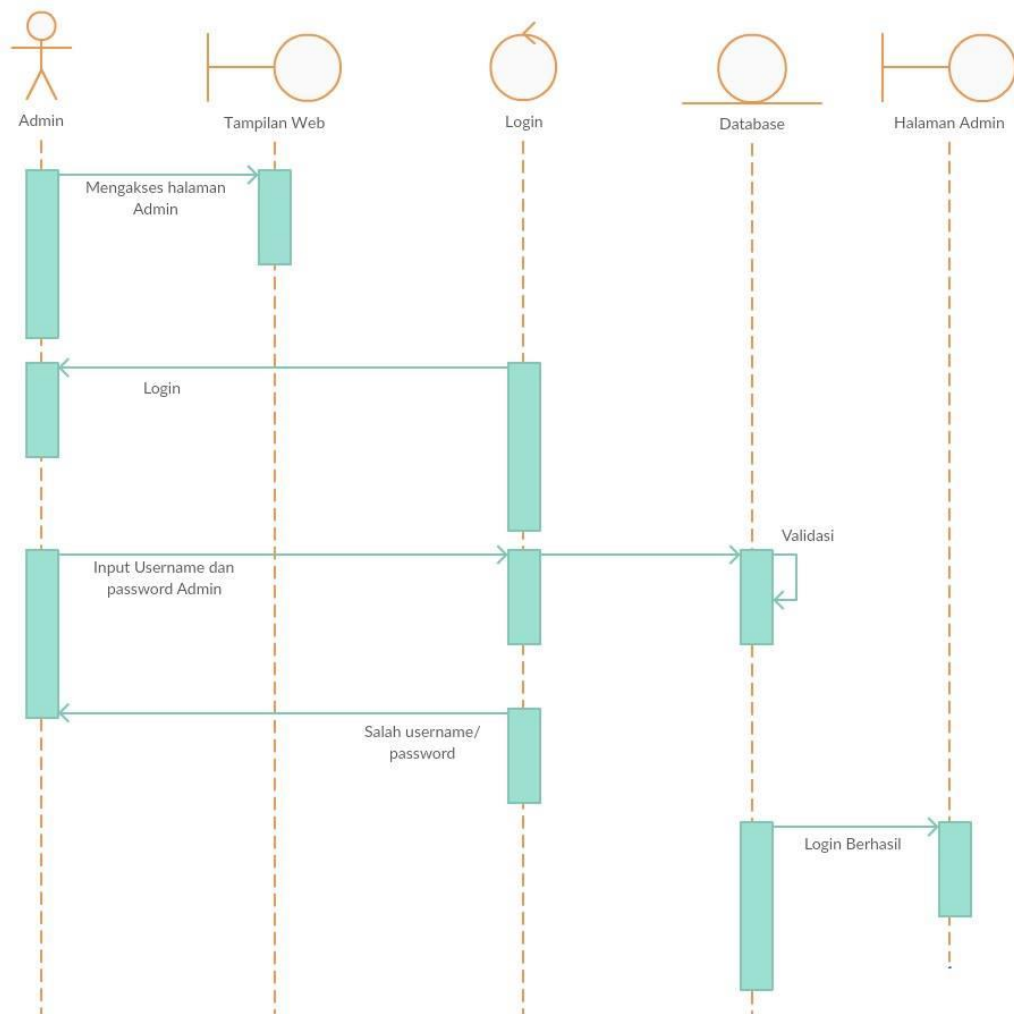 Admin
Tampilan Web
Login
Database
Halaman Admin
Mengakses halaman
Admin
Login
Validasi
Input Username dan
password Admin
Salah username/
password
Login Berhasil